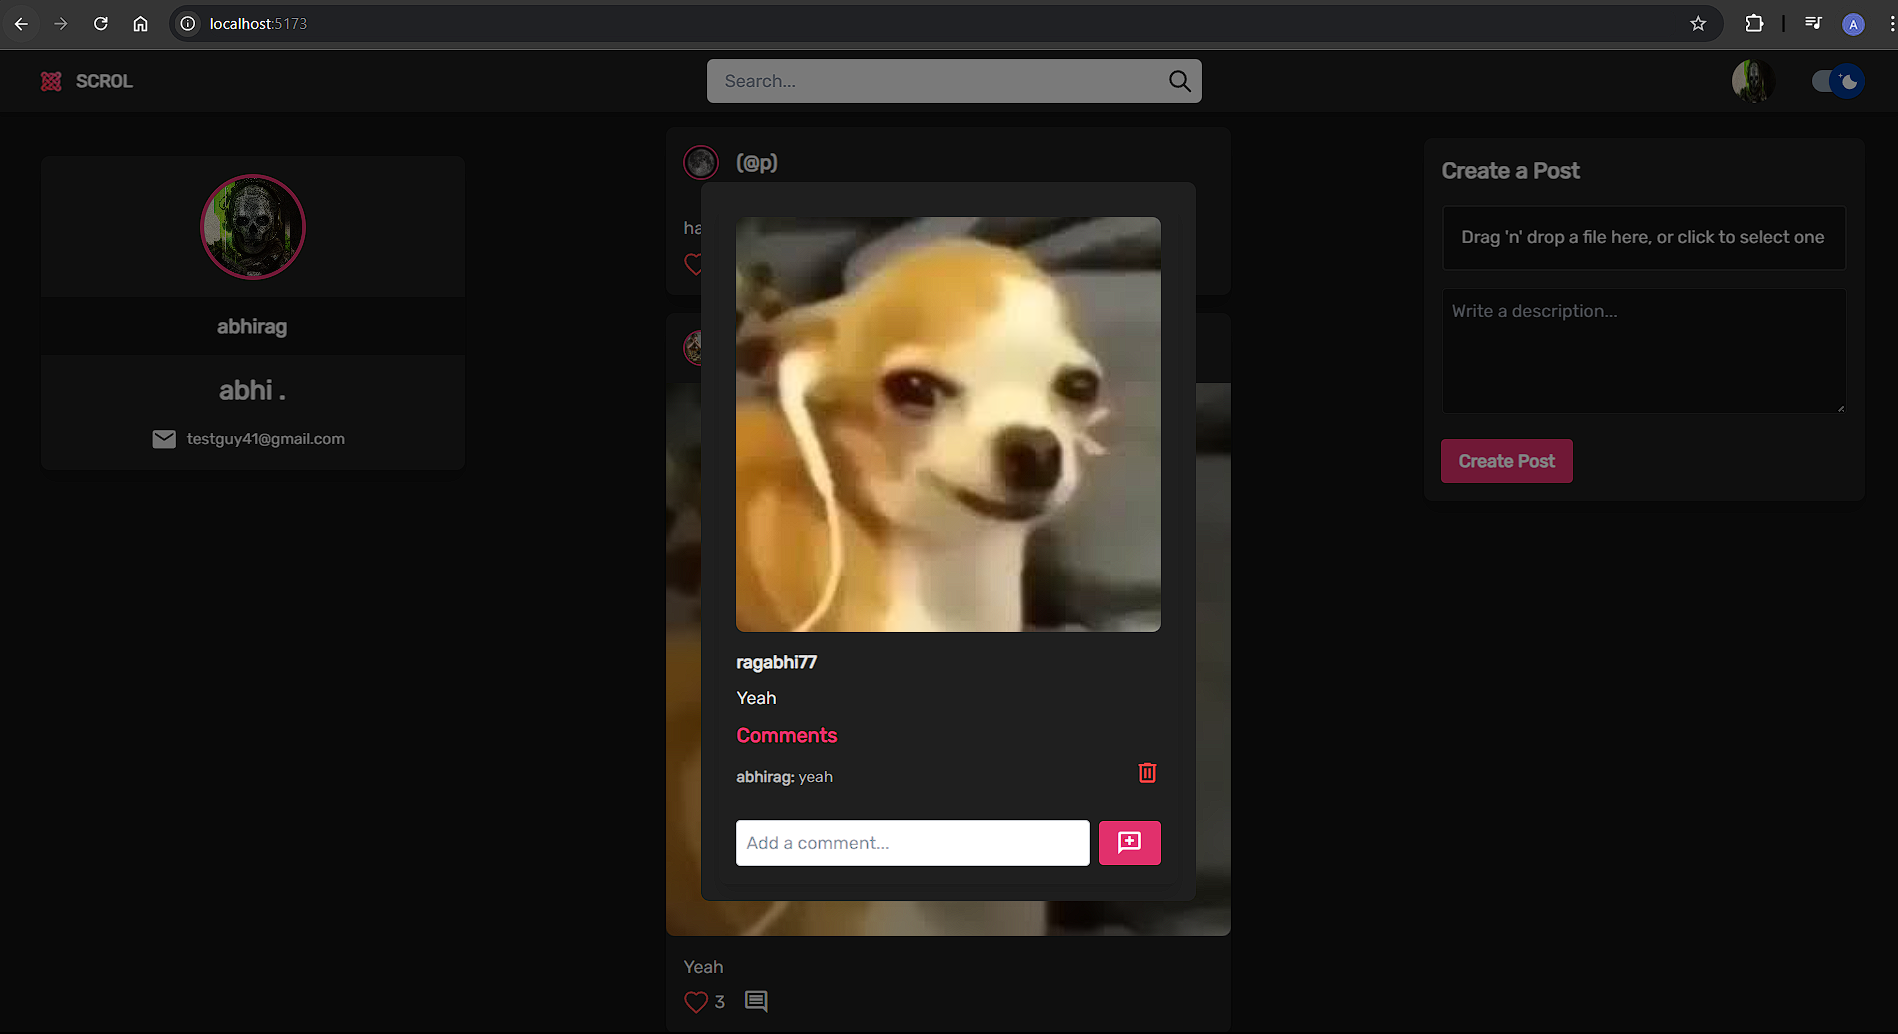 localhost:5173
A
SCROL
Search...
abhirag
abhi .
testguy41@gmail.com
(@p)
ha
ragabhi77
Yeah
Comments
abhirag: yeah
Add a comment...
Yeah
3
Create a Post
Drag 'n' drop a file here, or click to select one
Write a description...
Create Post